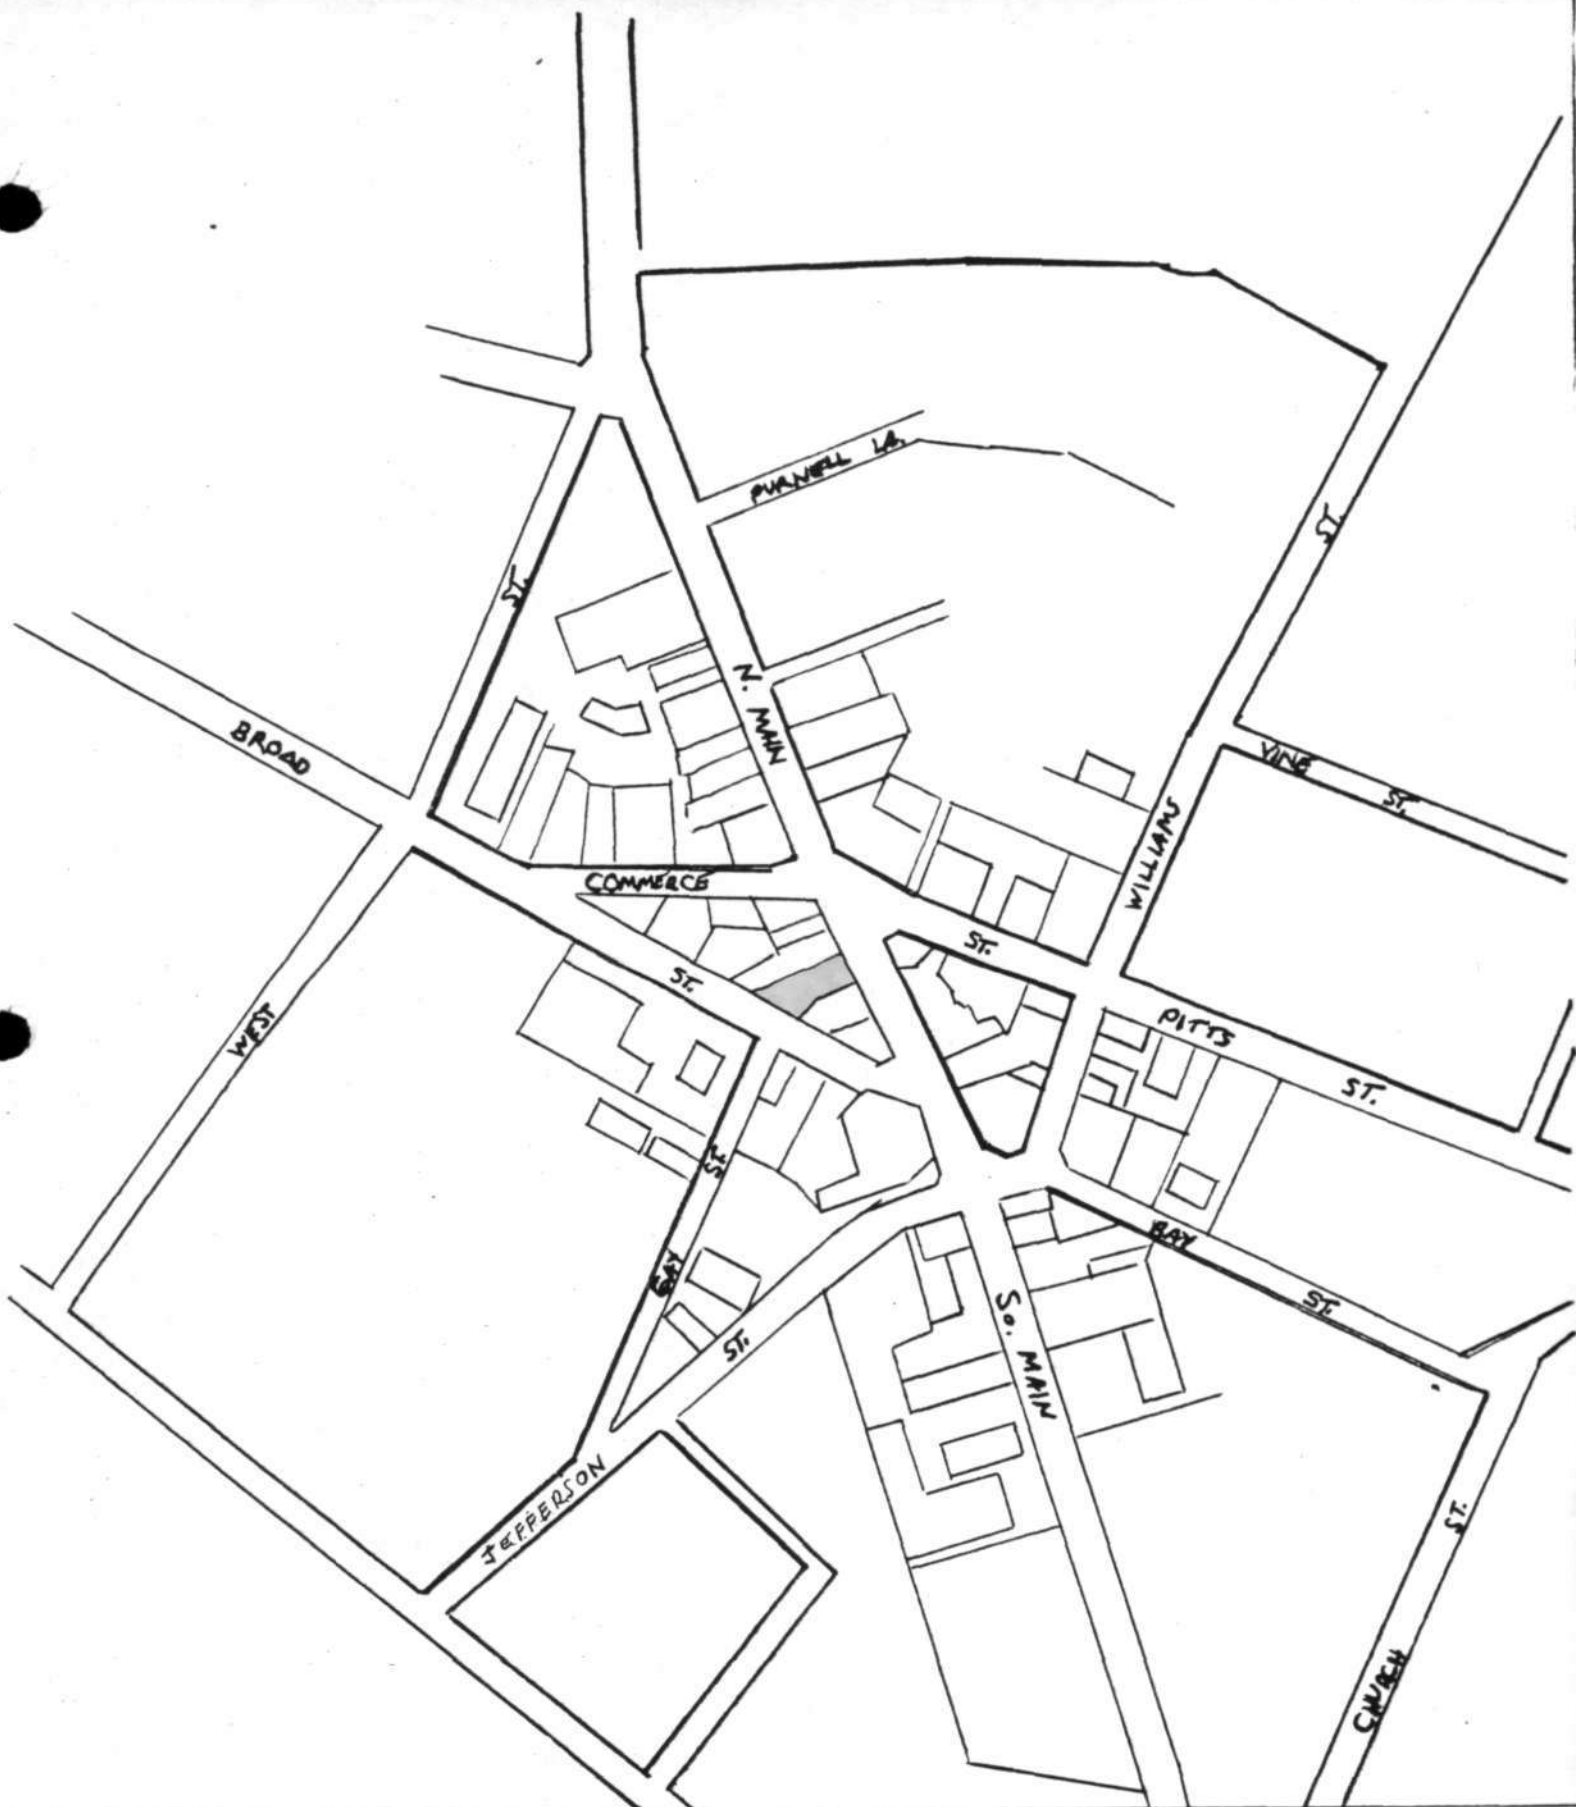 PURNELL LA.
ST.
ST.
N. MAIN
BROAD
VINE
ST.
WILLIAMS
COMMERCE
ST.
ST.
WEST
PITTS
ST.
ST.
GAY
BAY
ST.
ST.
So. MAIN
JEFFERSON
ST.
CHURCH